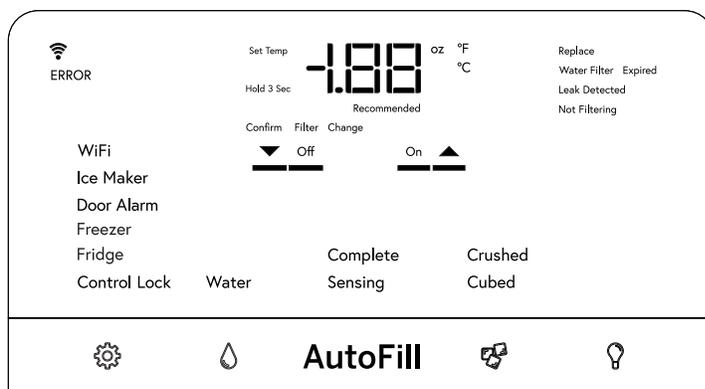 Set Temp -1.88 oz °F Replace
ERROR °C Water Filter Expired
Hold 3 Sec Leak Detected
Recommended Not Filtering
Confirm Filter Change
WiFi Off On
Ice Maker
Door Alarm
Freezer
Fridge Complete Crushed
Control Lock Water Sensing Cubed
AutoFill